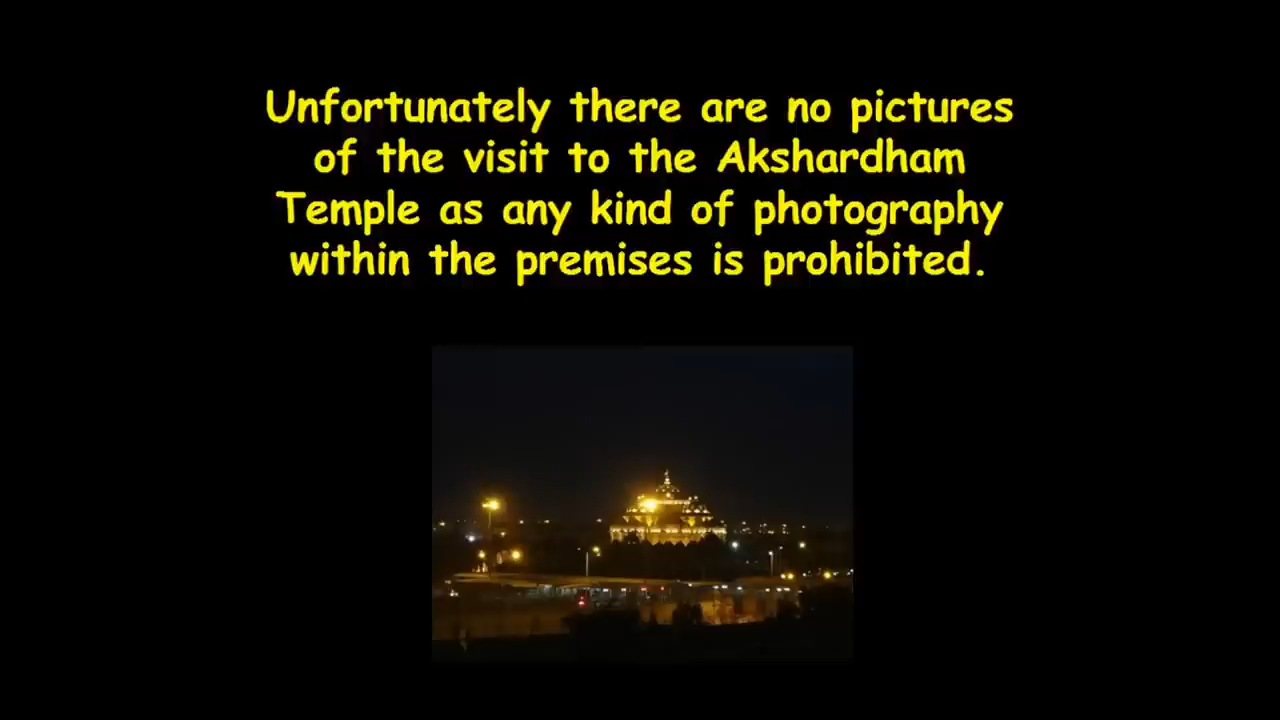 Unfortunately there are no pictures
of the visit to the Akshardham
Temple as any kind of photography
within the premises is prohibited.